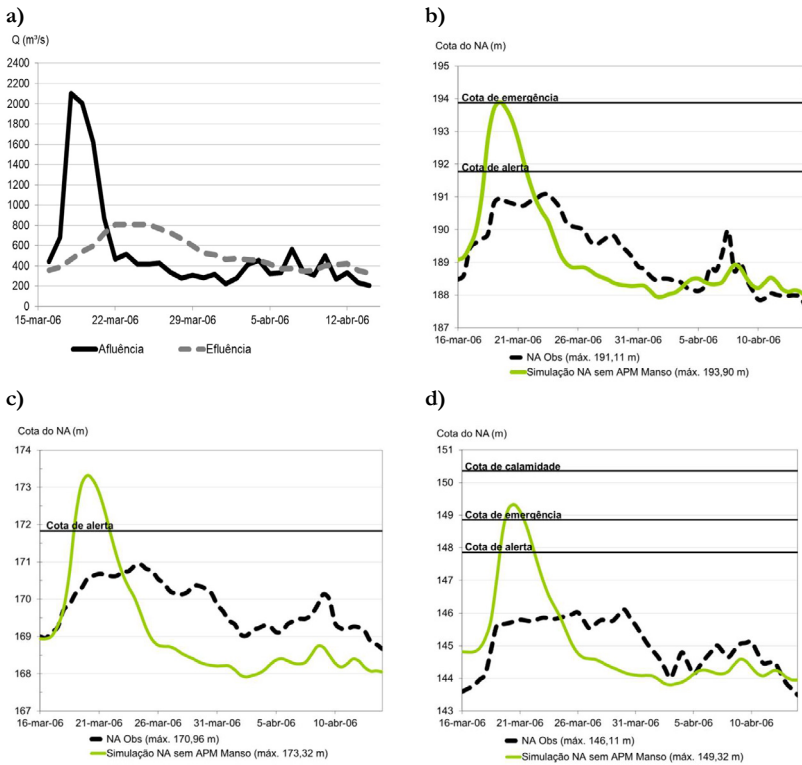 a)
Q (m³/s)
2400
2200
2000
1800
1600
1400
1200
1000
800
600
400
200
0
15-mar-06 22-mar-06 29-mar-06 5-abr-06 12-abr-06
Afluência Efluência
b)
Cota do NA (m)
195
194
193
192
191
190
189
188
187
Cota de emergência
Cota de alerta
16-mar-06 21-mar-06 26-mar-06 31-mar-06 5-abr-06 10-abr-06
NA Obs (máx. 191,11 m)
Simulação NA sem APM Manso (máx. 193,90 m)
c)
Cota do NA (m)
174
173
172
171
170
169
168
167
Cota de alerta
16-mar-06 21-mar-06 26-mar-06 31-mar-06 5-abr-06 10-abr-06
NA Obs (máx. 170,96 m)
Simulação NA sem APM Manso (máx. 173,32 m)
d)
Cota do NA (m)
151
150
149
148
147
146
145
144
143
Cota de calamidade
Cota de emergência
Cota de alerta
16-mar-06 21-mar-06 26-mar-06 31-mar-06 5-abr-06 10-abr-06
NA Obs (máx. 146,11 m)
Simulação NA sem APM Manso (máx. 149,32 m)